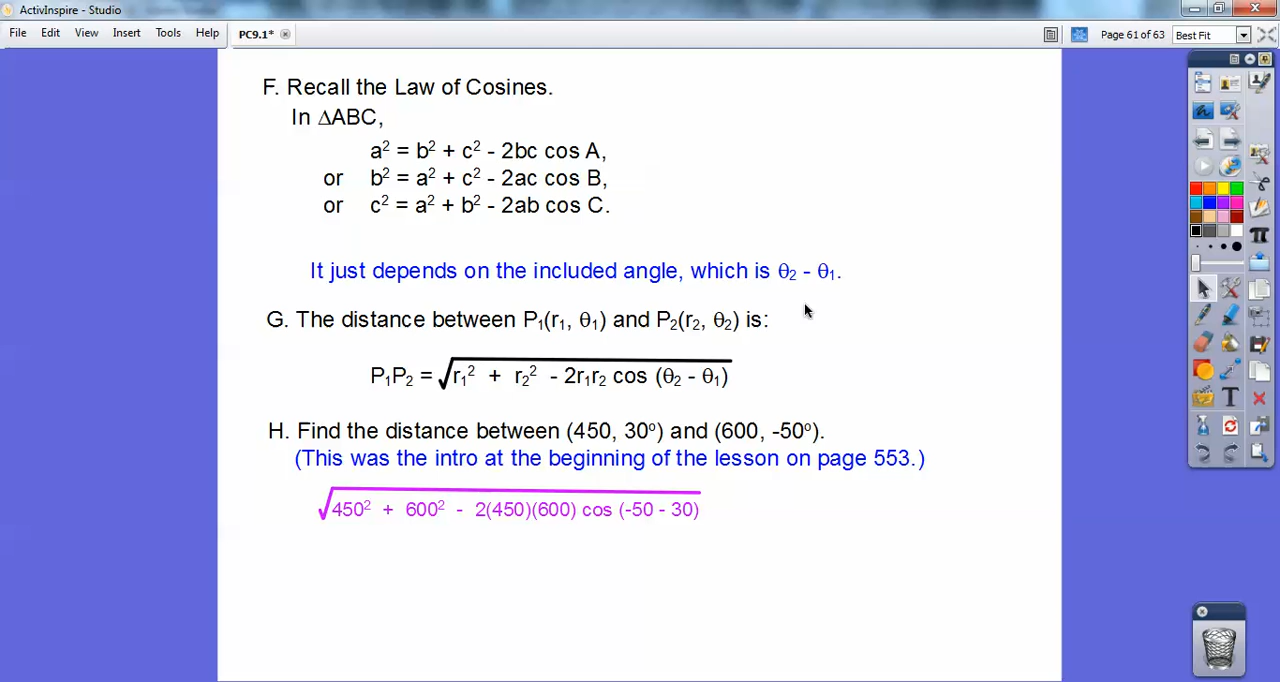 ActivInspire - Studio
File Edit View Insert Tools Help PC9.1* Page 61 of 63 Best Fit
F. Recall the Law of Cosines.
In ∆ABC,
a² = b² + c² - 2bc cos A,
or b² = a² + c² - 2ac cos B,
or c² = a² + b² - 2ab cos C.
It just depends on the included angle, which is θ₂ - θ₁.
G. The distance between P₁(r₁, θ₁) and P₂(r₂, θ₂) is:
P₁P₂ = √r₁² + r₂² - 2r₁r₂ cos (θ₂ - θ₁)
H. Find the distance between (450, 30º) and (600, -50º).
(This was the intro at the beginning of the lesson on page 553.)
√450² + 600² - 2(450)(600) cos (-50 - 30)